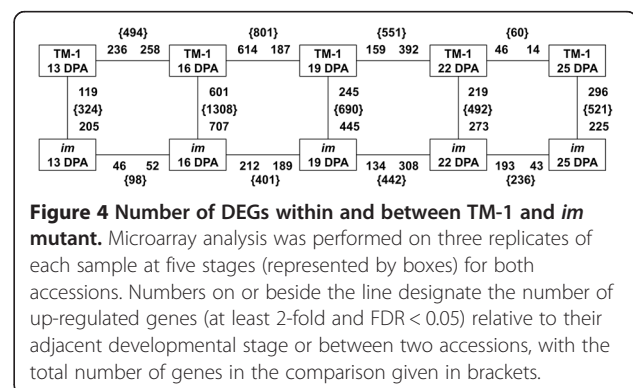 {494} {801} {551} {60}
236 258 614 187 159 392 46 14
TM-1 TM-1 TM-1 TM-1 TM-1
13 DPA 16 DPA 19 DPA 22 DPA 25 DPA
119 601 245 219 296
{324} {1308} {690} {492} {521}
205 707 445 273 225
im im im im im
13 DPA 16 DPA 19 DPA 22 DPA 25 DPA
46 52 212 189 134 308 193 43
{98} {401} {442} {236}
Figure 4 Number of DEGs within and between TM-1 and im
mutant. Microarray analysis was performed on three replicates of
each sample at five stages (represented by boxes) for both
accessions. Numbers on or beside the line designate the number of
up-regulated genes (at least 2-fold and FDR < 0.05) relative to their
adjacent developmental stage or between two accessions, with the
total number of genes in the comparison given in brackets.